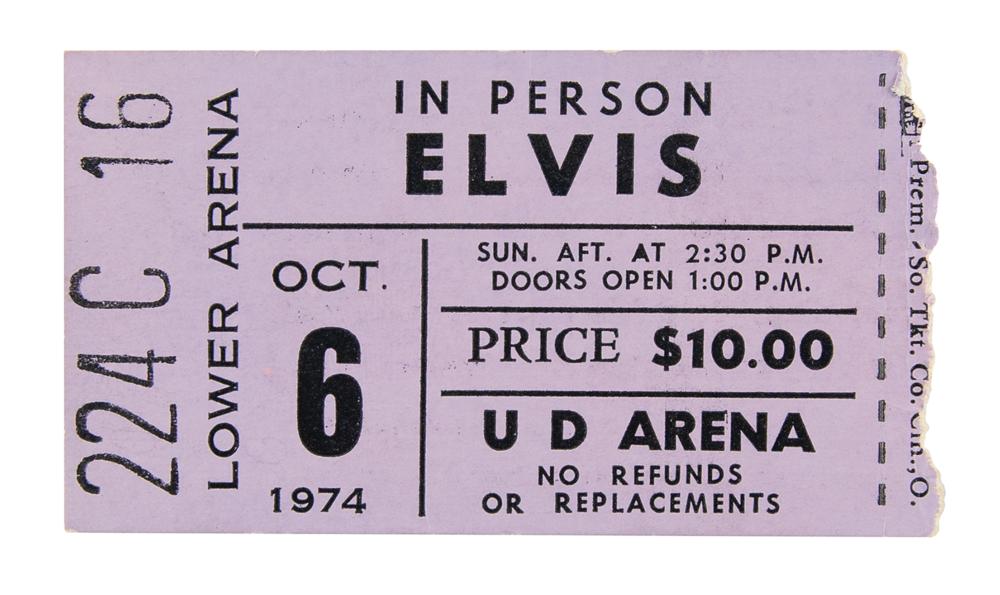 224 C 16
LOWER ARENA
IN PERSON
ELVIS
OCT.
6
1974
SUN. AFT. AT 2:30 P.M.
DOORS OPEN 1:00 P.M.
PRICE $10.00
U D ARENA
NO REFUNDS
OR REPLACEMENTS
Prem. So. Tkt. Co. Cin., O.